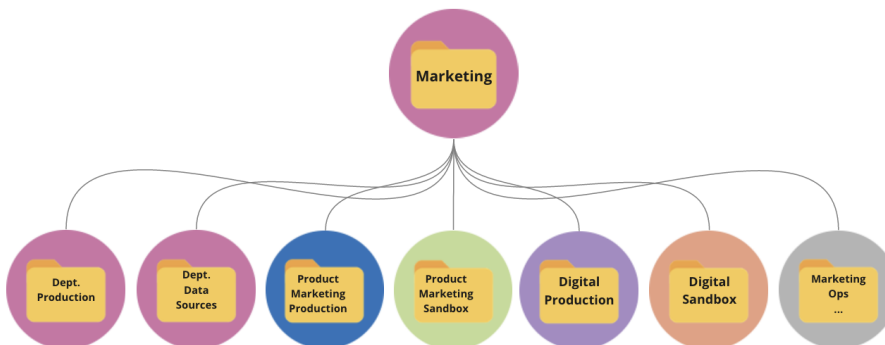 Marketing
Dept.
Production
Dept.
Data
Sources
Product
Marketing
Production
Product
Marketing
Sandbox
Digital
Production
Digital
Sandbox
Marketing
Ops
...